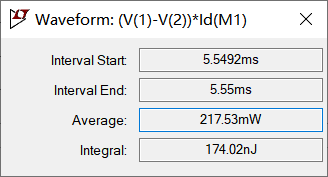 Waveform: (V(1)-V(2))*Id(M1)
Interval Start: 5.5492ms
Interval End: 5.55ms
Average: 217.53mW
Integral: 174.02nJ